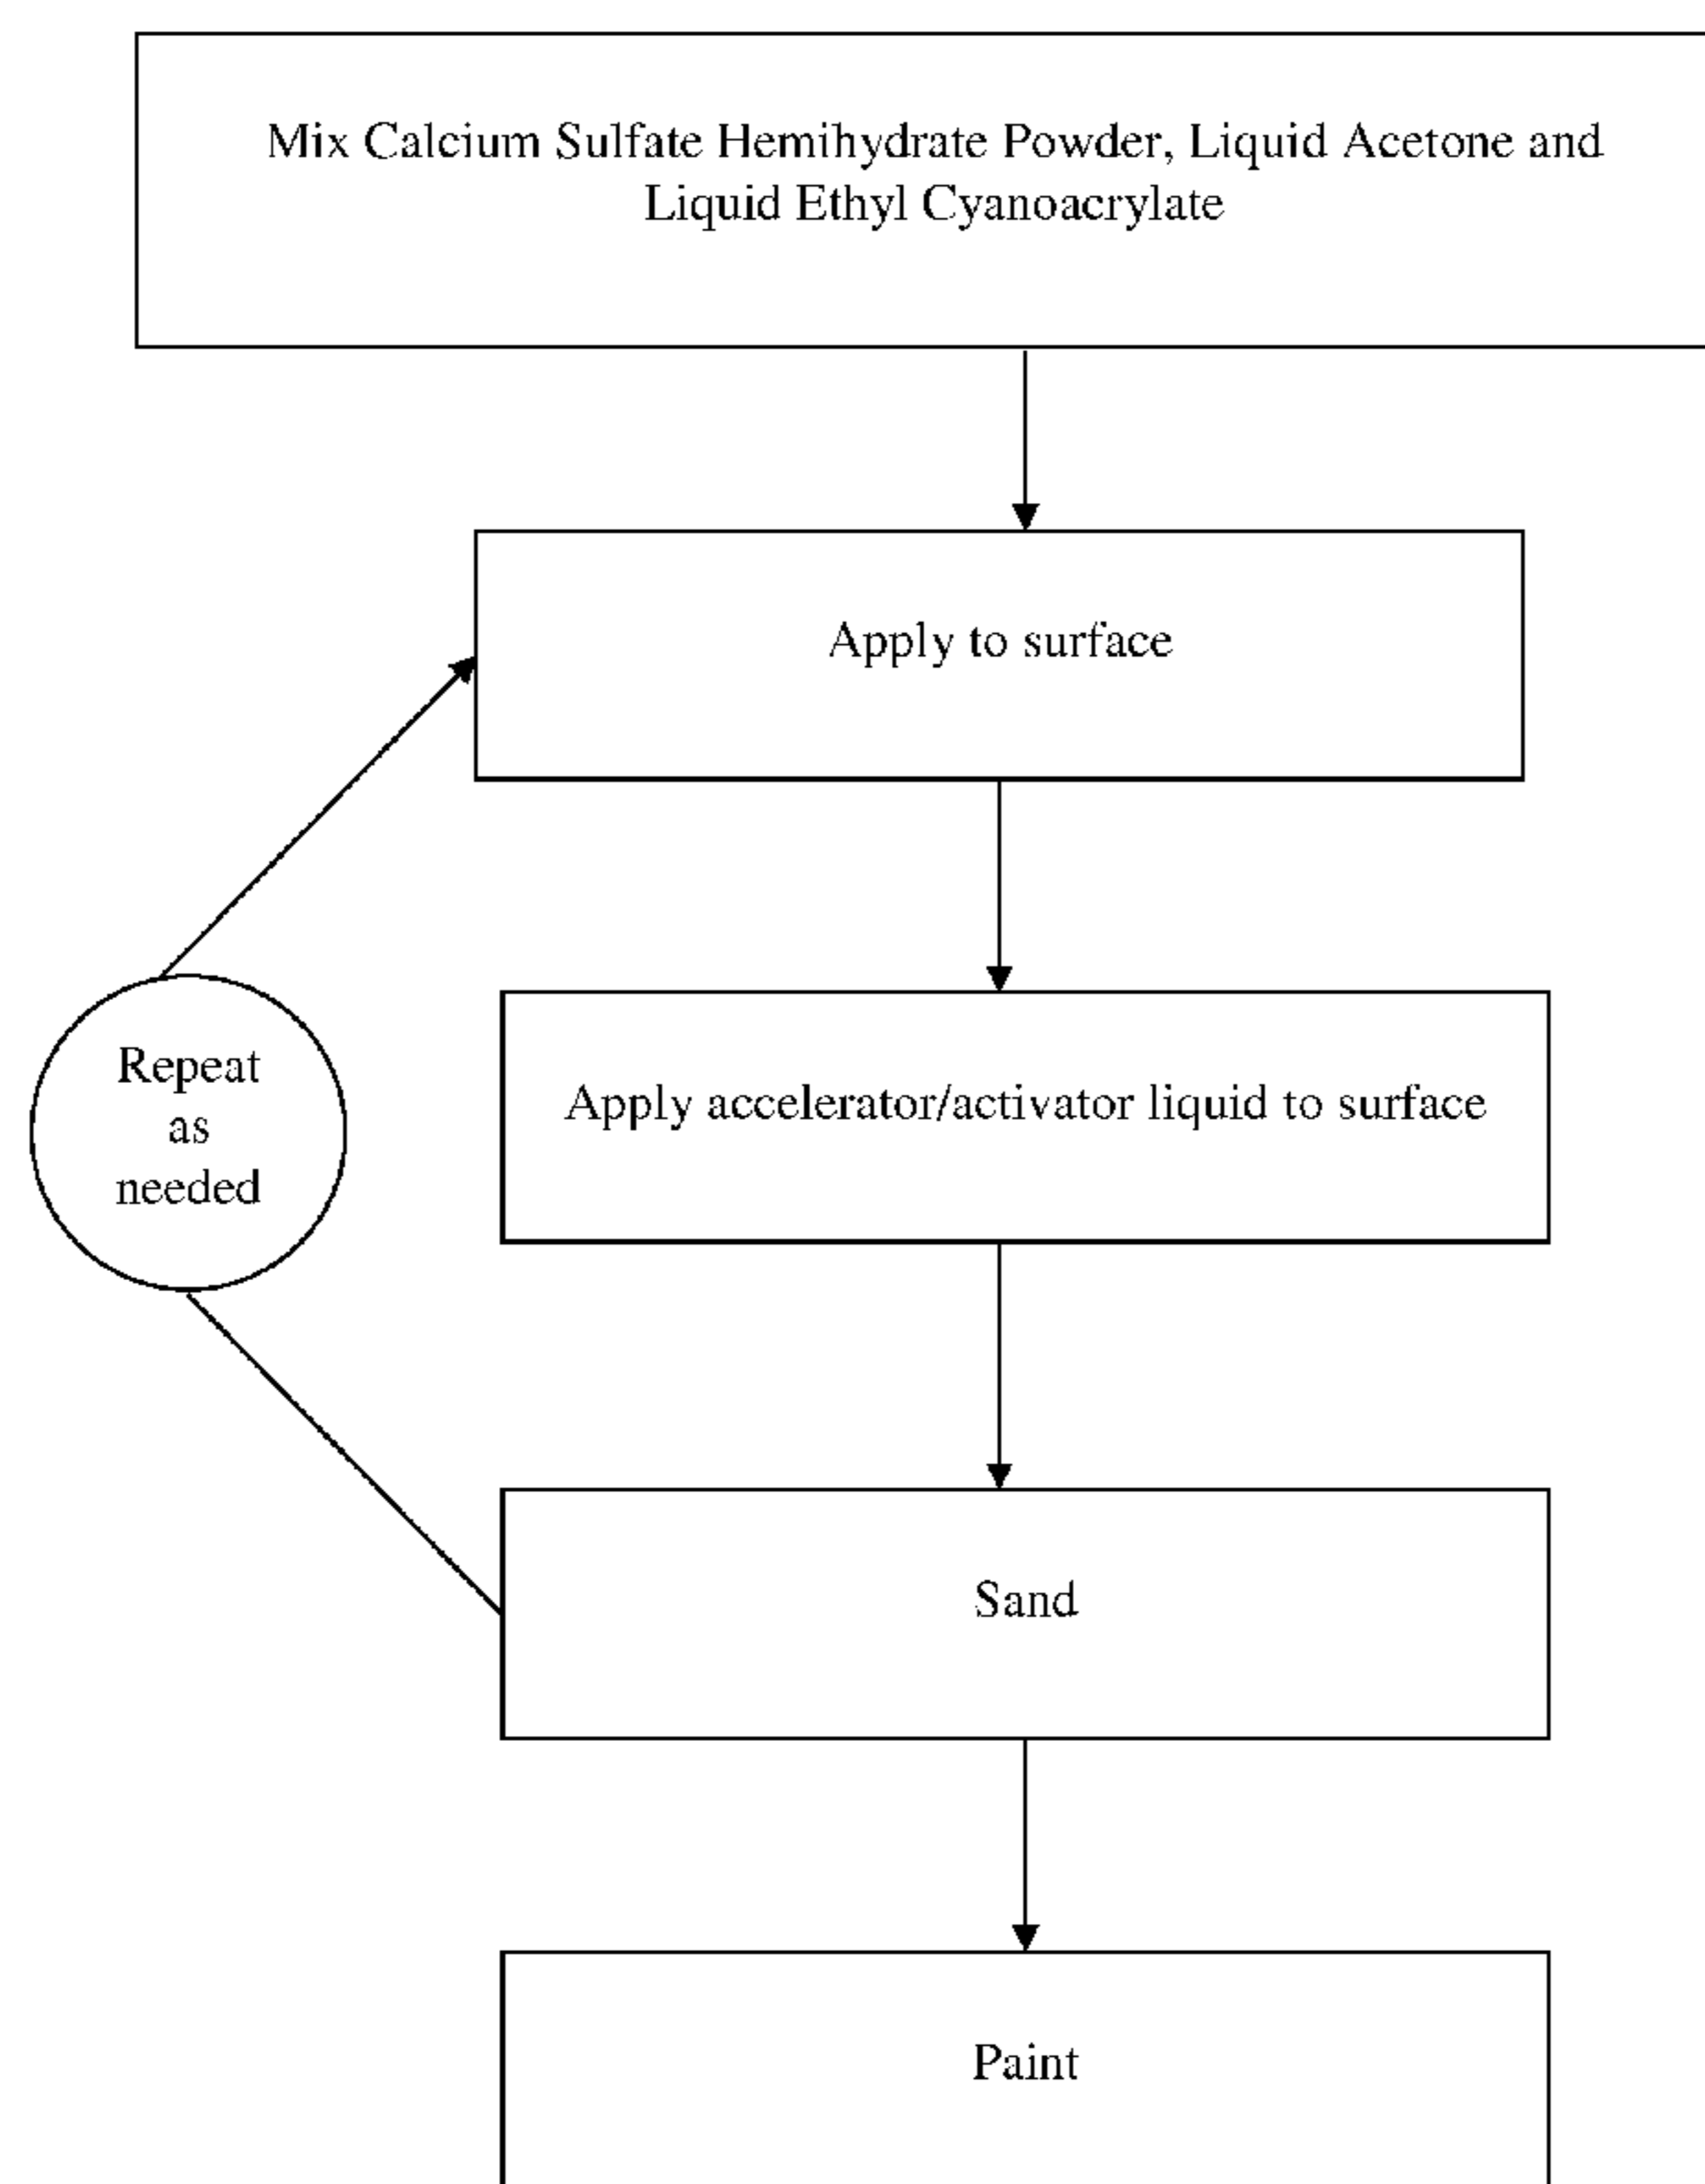 Mix Calcium Sulfate Hemihydrate Powder, Liquid Acetone and
Liquid Ethyl Cyanoacrylate
Apply to surface
Repeat
as
needed
Apply accelerator/activator liquid to surface
Sand
Paint